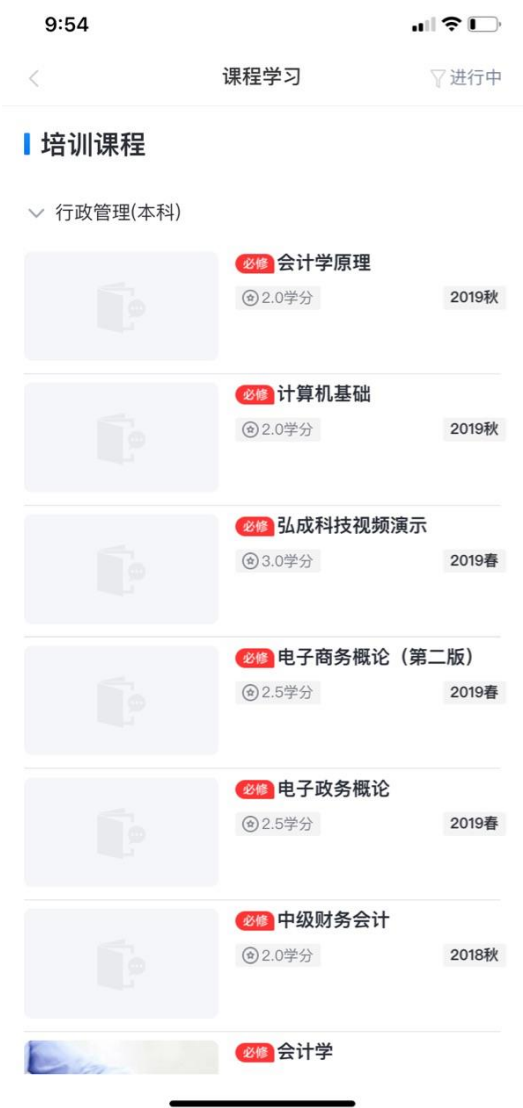 9:54
课程学习
进行中
培训课程
行政管理(本科)
必修 会计学原理
2.0学分 2019秋
必修 计算机基础
2.0学分 2019秋
必修 弘成科技视频演示
3.0学分 2019春
必修 电子商务概论（第二版）
2.5学分 2019春
必修 电子政务概论
2.5学分 2019春
必修 中级财务会计
2.0学分 2018秋
必修 会计学